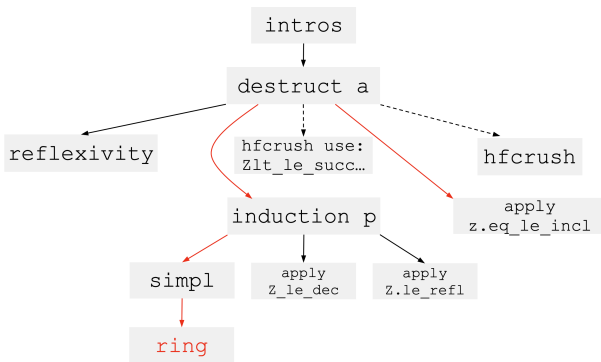 intros
destruct a
reflexivity
hfcrush use:
Zlt_le_succ…
hfcrush
induction p
apply
z.eq_le_incl
simpl
apply
Z_le_dec
apply
Z.le_refl
ring